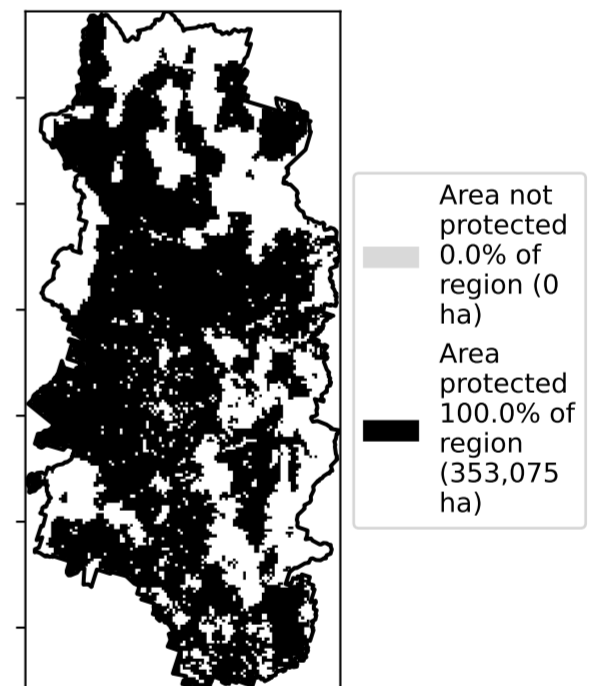 Area not
protected
0.0% of
region (0
ha)
Area
protected
100.0% of
region
(353,075
ha)